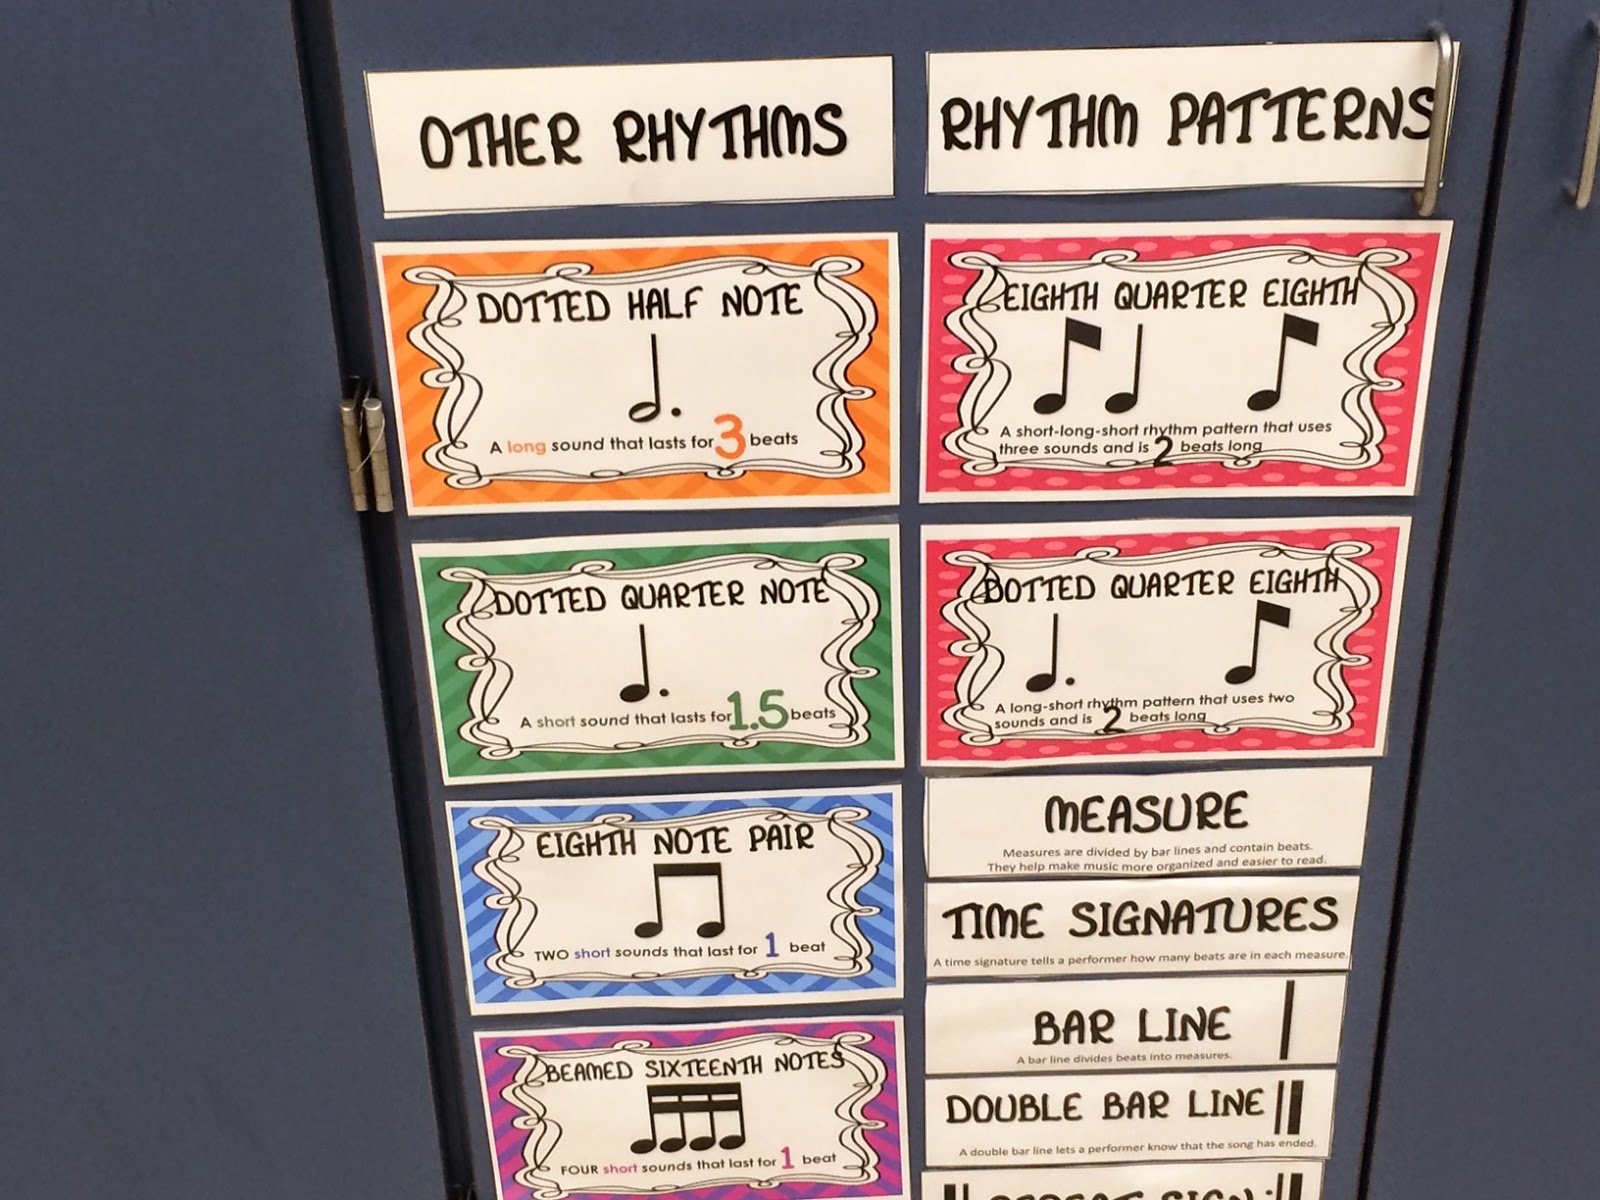 OTHER RHYTHMS
DOTTED HALF NOTE
A long sound that lasts for 3 beats
DOTTED QUARTER NOTE
A short sound that lasts for 1.5 beats
EIGHTH NOTE PAIR
TWO short sounds that last for 1 beat
BEAMED SIXTEENTH NOTES
FOUR short sounds that last for 1 beat
RHYTHM PATTERNS
EIGHTH QUARTER EIGHTH
A short-long-short rhythm pattern that uses
three sounds and is 2 beats long
DOTTED QUARTER EIGHTH
A long-short rhythm pattern that uses two
sounds and is 2 beats long
MEASURE
Measures are divided by bar lines and contain beats.
They help make music more organized and easier to read.
TIME SIGNATURES
A time signature tells a performer how many beats are in each measure.
BAR LINE
A bar line divides beats into measures.
DOUBLE BAR LINE
A double bar line lets a performer know that the song has ended.
REPEAT SIGN